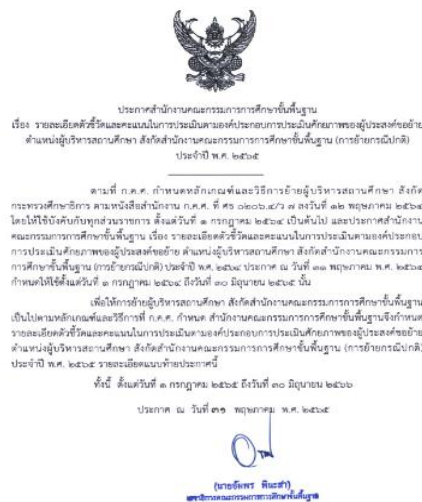 ประกาศสำนักงานคณะกรรมการการศึกษาขั้นพื้นฐาน
เรื่อง รายละเอียดตัวชี้วัดและคะแนนในการประเมินตามองค์ประกอบการประเมินศักยภาพของผู้ประสงค์ขอย้าย
ตำแหน่งผู้บริหารสถานศึกษา สังกัดสำนักงานคณะกรรมการการศึกษาขั้นพื้นฐาน (การย้ายกรณีปกติ)
ประจำปี พ.ศ. ๒๕๖๕
ตามที่ ก.ค.ศ. กำหนดหลักเกณฑ์และวิธีการย้ายผู้บริหารสถานศึกษา สังกัด
กระทรวงศึกษาธิการ ตามหนังสือสำนักงาน ก.ค.ศ. ที่ ศธ ๐๒๐๖.๔/ว ๗ ลงวันที่ ๑๒ พฤษภาคม ๒๕๖๔
โดยให้ใช้บังคับกับทุกส่วนราชการ ตั้งแต่วันที่ ๑ กรกฎาคม ๒๕๖๔ เป็นต้นไป และประกาศสำนักงาน
คณะกรรมการการศึกษาขั้นพื้นฐาน เรื่อง รายละเอียดตัวชี้วัดและคะแนนในการประเมินตามองค์ประกอบ
การประเมินศักยภาพของผู้ประสงค์ขอย้าย ตำแหน่งผู้บริหารสถานศึกษา สังกัดสำนักงานคณะกรรมการ
การศึกษาขั้นพื้นฐาน (การย้ายกรณีปกติ) ประจำปี พ.ศ. ๒๕๖๔ ประกาศ ณ วันที่ ๓๑ พฤษภาคม พ.ศ. ๒๕๖๔
กำหนดให้ใช้ตั้งแต่วันที่ ๑ กรกฎาคม ๒๕๖๔ ถึงวันที่ ๓๐ มิถุนายน ๒๕๖๕ นั้น
เพื่อให้การย้ายผู้บริหารสถานศึกษา สังกัดสำนักงานคณะกรรมการการศึกษาขั้นพื้นฐาน
เป็นไปตามหลักเกณฑ์และวิธีการที่ ก.ค.ศ. กำหนด สำนักงานคณะกรรมการการศึกษาขั้นพื้นฐานจึงกำหนด
รายละเอียดตัวชี้วัดและคะแนนในการประเมินตามองค์ประกอบการประเมินศักยภาพของผู้ประสงค์ขอย้าย
ตำแหน่งผู้บริหารสถานศึกษา สังกัดสำนักงานคณะกรรมการการศึกษาขั้นพื้นฐาน (การย้ายกรณีปกติ)
ประจำปี พ.ศ. ๒๕๖๕ รายละเอียดแนบท้ายประกาศนี้
ทั้งนี้ ตั้งแต่วันที่ ๑ กรกฎาคม ๒๕๖๕ ถึงวันที่ ๓๐ มิถุนายน ๒๕๖๖
ประกาศ ณ วันที่ ๓๑ พฤษภาคม พ.ศ. ๒๕๖๕
(นายอัมพร พินะสา)
เลขาธิการคณะกรรมการการศึกษาขั้นพื้นฐาน